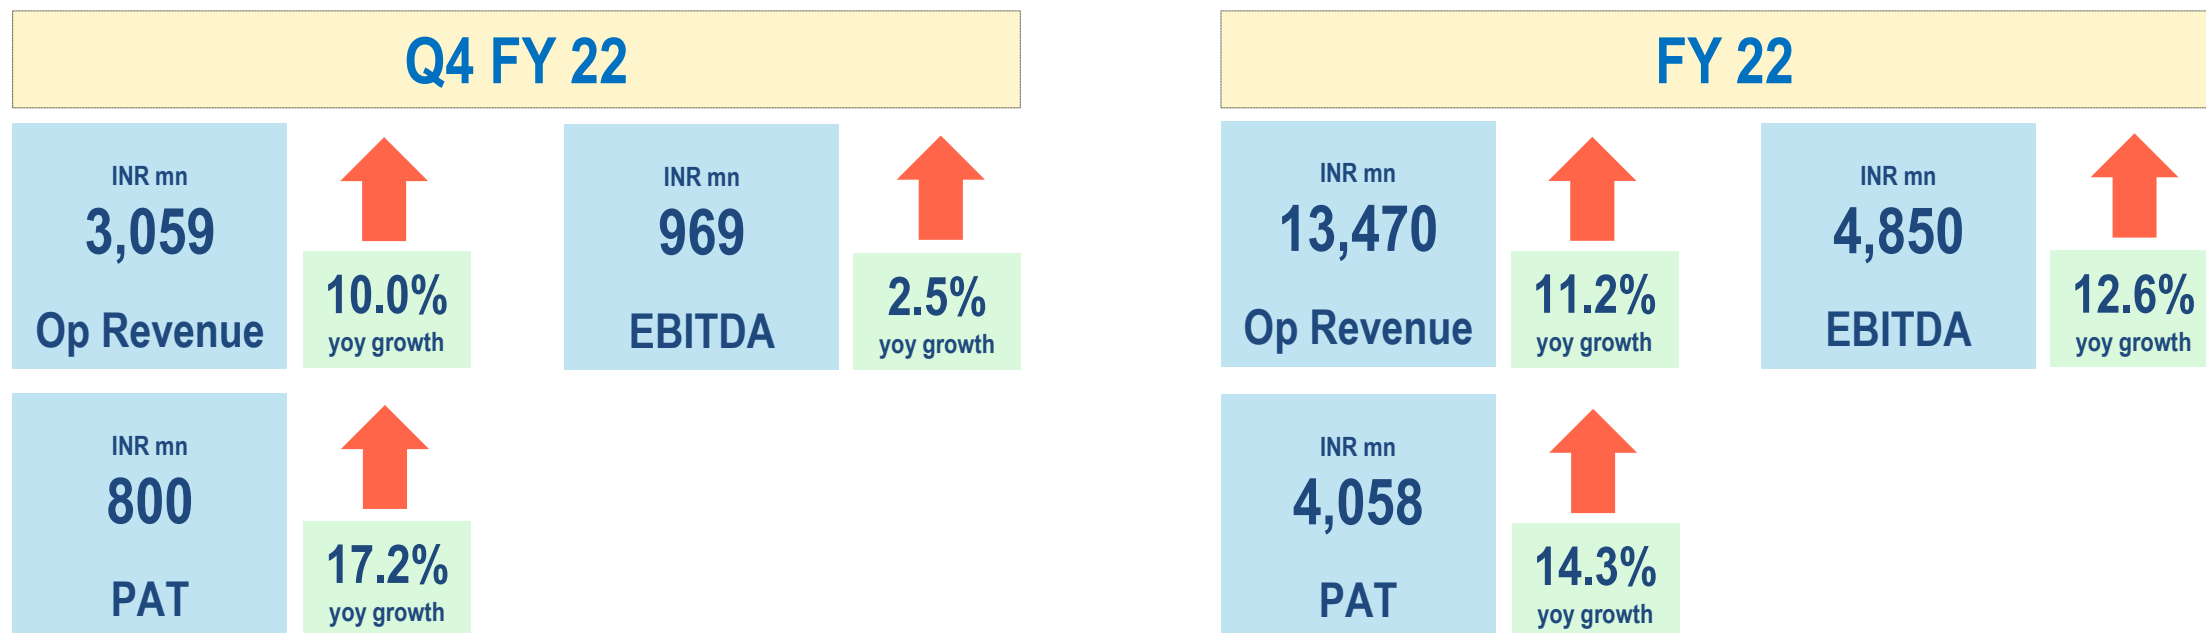 Q4 FY 22
INR mn
3,059
Op Revenue
10.0%
yoy growth
INR mn
969
EBITDA
2.5%
yoy growth
INR mn
800
PAT
17.2%
yoy growth
FY 22
INR mn
13,470
Op Revenue
11.2%
yoy growth
INR mn
4,850
EBITDA
12.6%
yoy growth
INR mn
4,058
PAT
14.3%
yoy growth